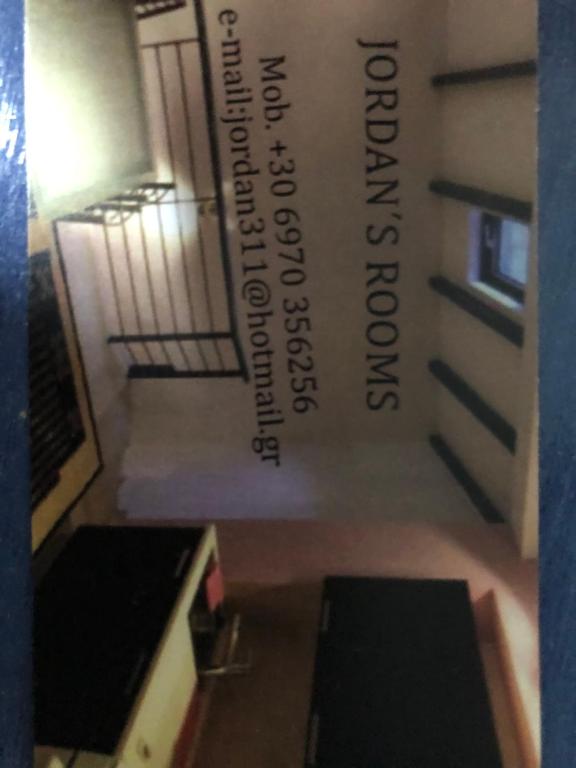 JORDAN'S ROOMS
Mob. +30 6970 356256
e-mail:jordan311@hotmail.gr